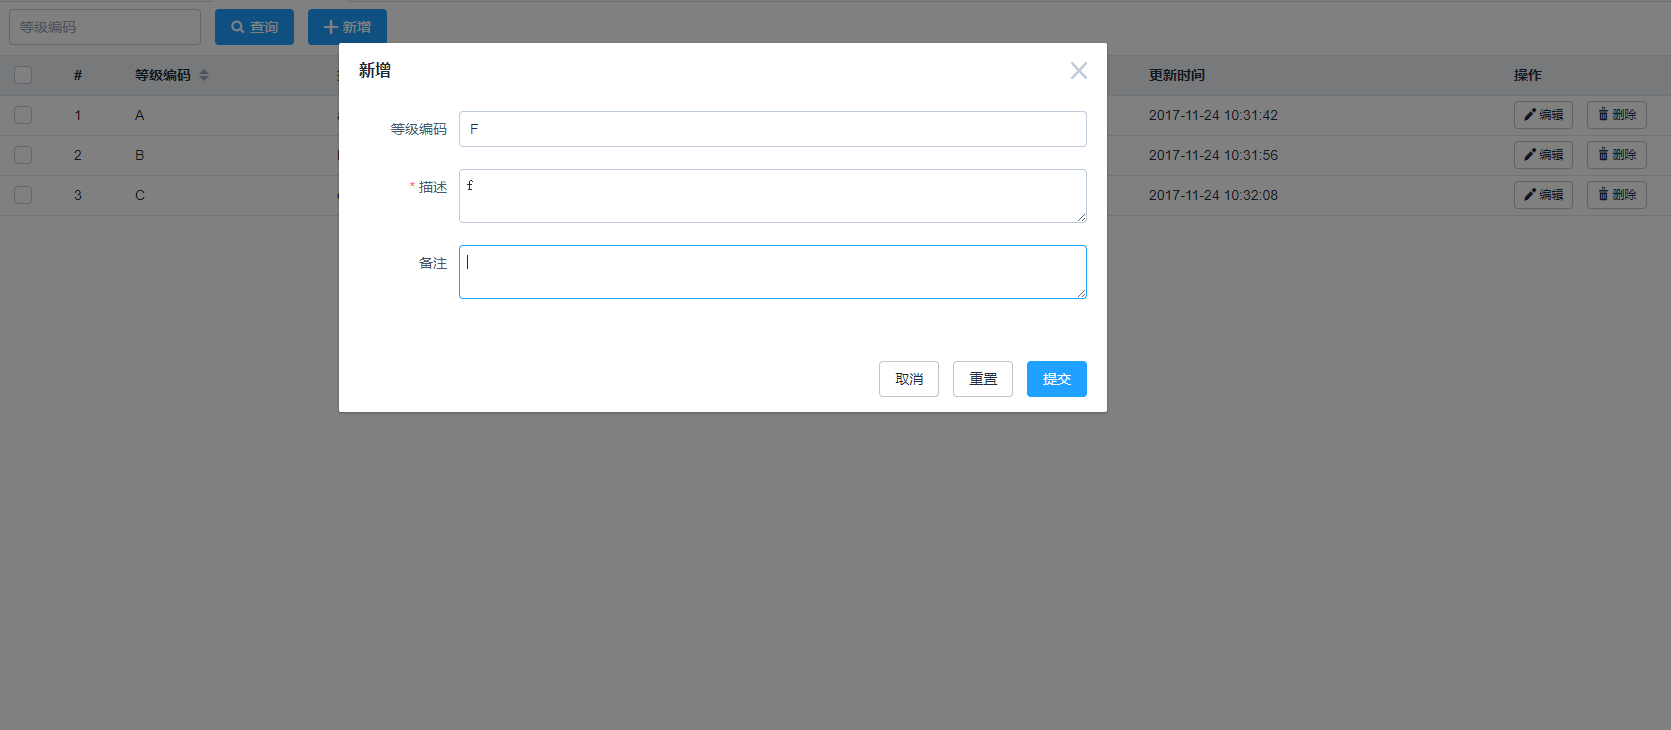 等级编码 查询 新增
# 等级编码 更新时间 操作
1 A 2017-11-24 10:31:42 编辑 删除
2 B 2017-11-24 10:31:56 编辑 删除
3 C 2017-11-24 10:32:08 编辑 删除
新增
等级编码 F
* 描述 f
备注
取消 重置 提交